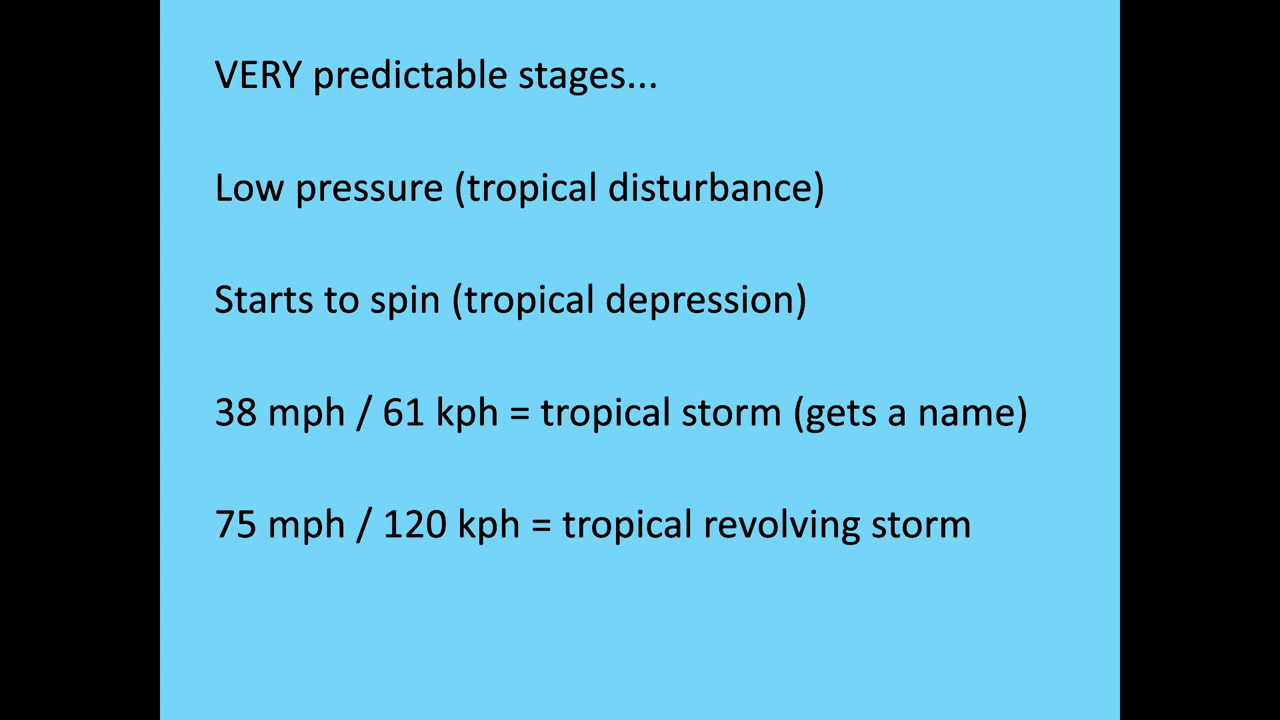 VERY predictable stages...
Low pressure (tropical disturbance)
Starts to spin (tropical depression)
38 mph / 61 kph = tropical storm (gets a name)
75 mph / 120 kph = tropical revolving storm